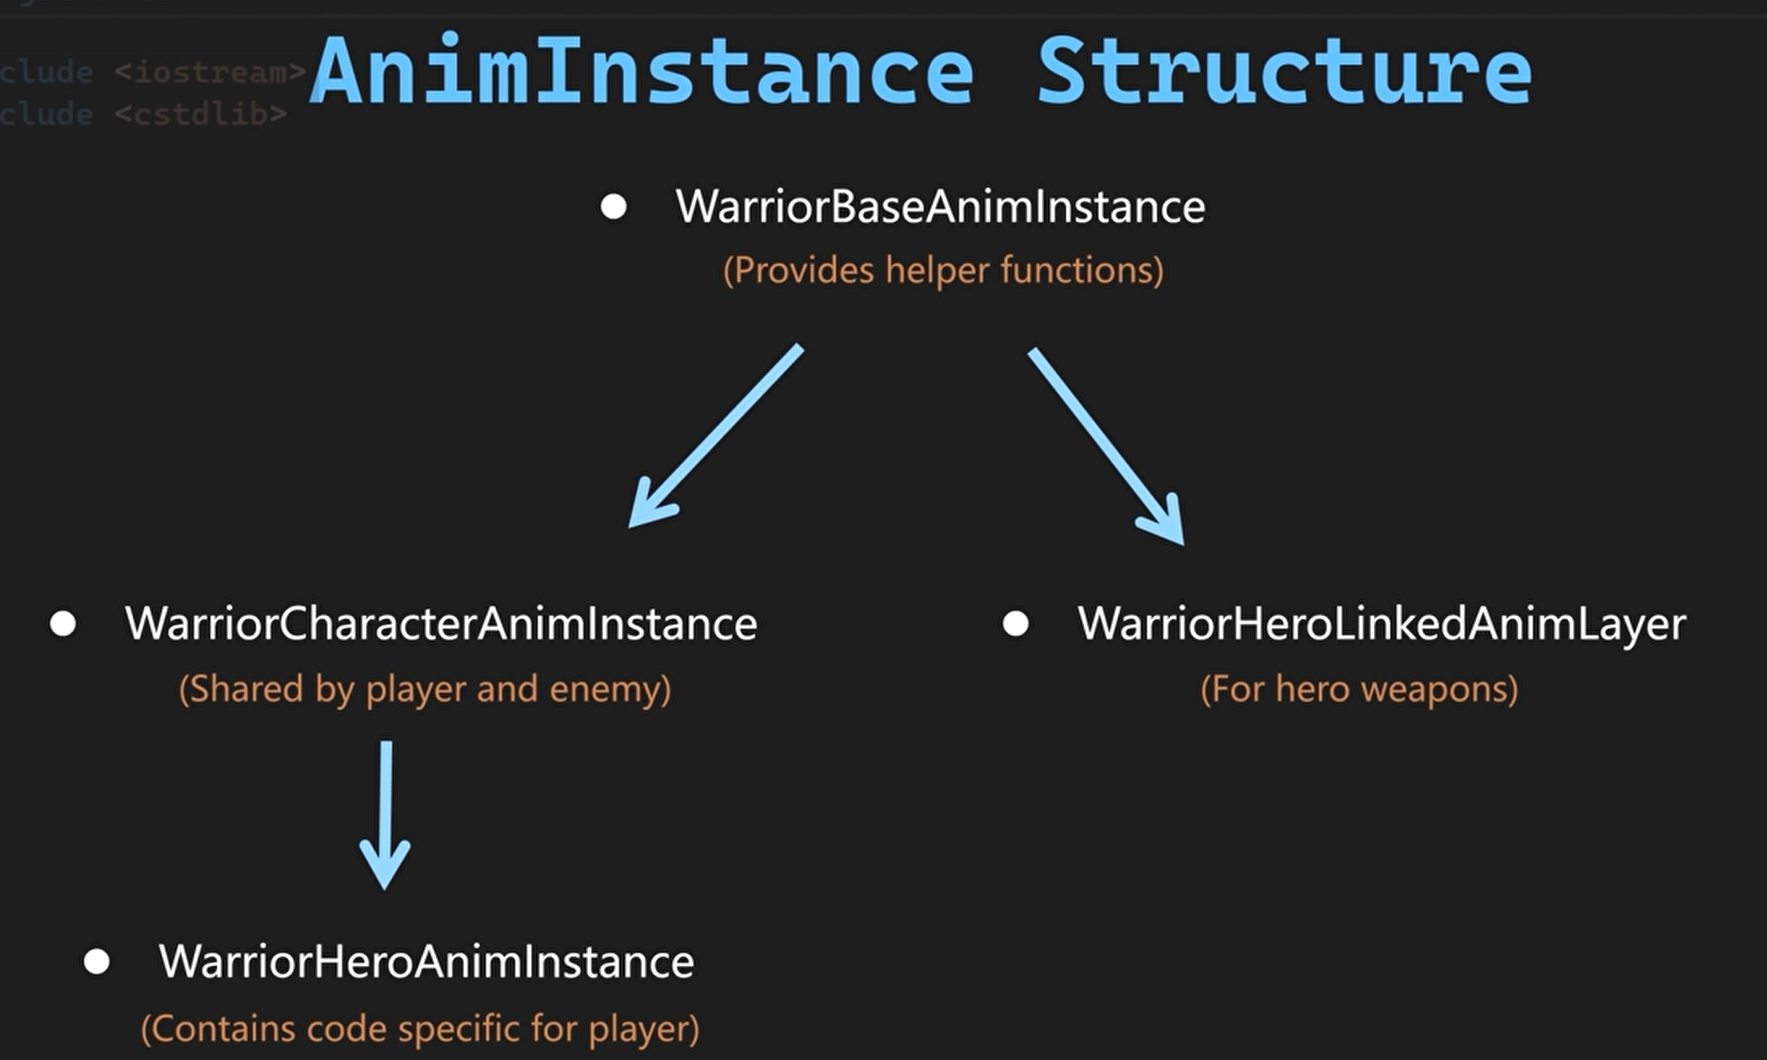 AnimInstance Structure
clude <iostream>
clude <cstdlib>
● WarriorBaseAnimInstance
(Provides helper functions)
● WarriorCharacterAnimInstance
(Shared by player and enemy)
● WarriorHeroLinkedAnimLayer
(For hero weapons)
● WarriorHeroAnimInstance
(Contains code specific for player)